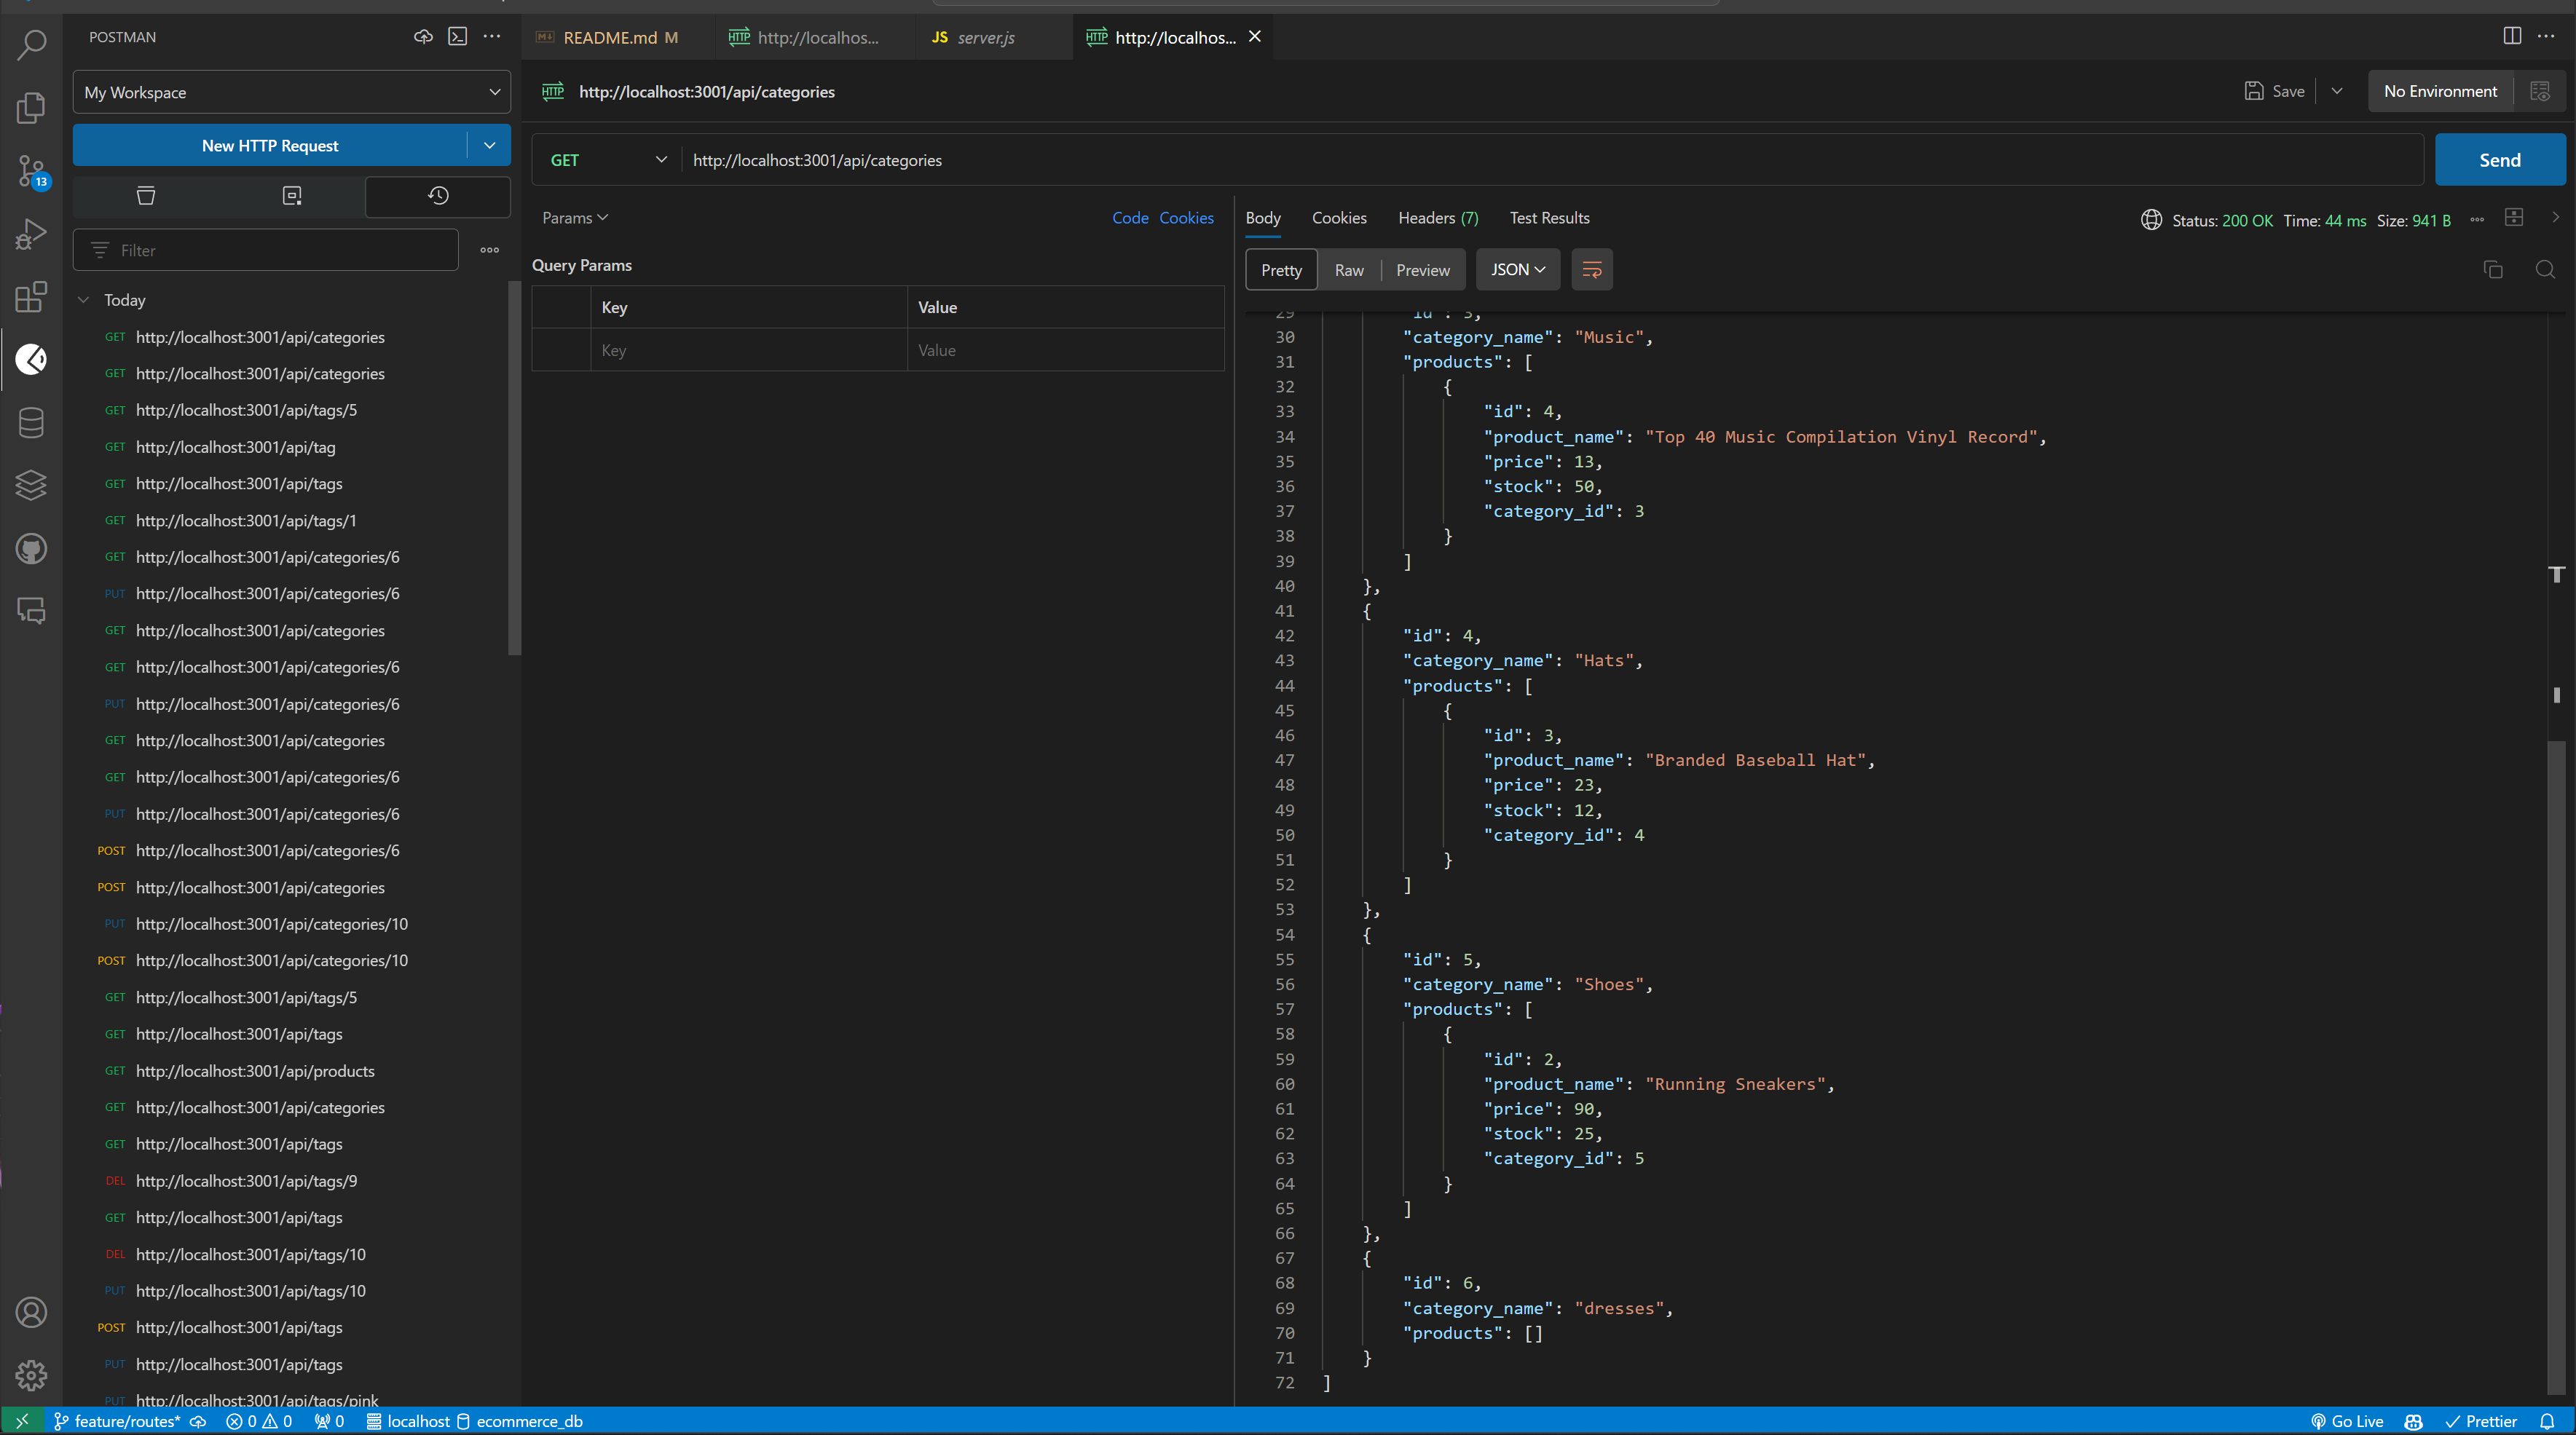 POSTMAN
My Workspace
New HTTP Request
13
Filter
Today
GET http://localhost:3001/api/categories
GET http://localhost:3001/api/categories
GET http://localhost:3001/api/tags/5
GET http://localhost:3001/api/tag
GET http://localhost:3001/api/tags
GET http://localhost:3001/api/tags/1
GET http://localhost:3001/api/categories/6
PUT http://localhost:3001/api/categories/6
GET http://localhost:3001/api/categories
GET http://localhost:3001/api/categories/6
PUT http://localhost:3001/api/categories/6
GET http://localhost:3001/api/categories
GET http://localhost:3001/api/categories/6
PUT http://localhost:3001/api/categories/6
POST http://localhost:3001/api/categories/6
POST http://localhost:3001/api/categories
PUT http://localhost:3001/api/categories/10
POST http://localhost:3001/api/categories/10
GET http://localhost:3001/api/tags/5
GET http://localhost:3001/api/tags
GET http://localhost:3001/api/products
GET http://localhost:3001/api/categories
GET http://localhost:3001/api/tags
DEL http://localhost:3001/api/tags/9
GET http://localhost:3001/api/tags
DEL http://localhost:3001/api/tags/10
PUT http://localhost:3001/api/tags/10
POST http://localhost:3001/api/tags
PUT http://localhost:3001/api/tags
PUT http://localhost:3001/api/tags/pink
README.md M
HTTP http://localhos...
JS server.js
HTTP http://localhos...
HTTP http://localhost:3001/api/categories
Save
No Environment
GET http://localhost:3001/api/categories
Send
Params
Code Cookies
Query Params
Key Value
Key Value
Body Cookies Headers (7) Test Results
Status: 200 OK Time: 44 ms Size: 941 B
Pretty Raw Preview JSON
29 "id": 3,
30 "category_name": "Music",
31 "products": [
32 {
33 "id": 4,
34 "product_name": "Top 40 Music Compilation Vinyl Record",
35 "price": 13,
36 "stock": 50,
37 "category_id": 3
38 }
39 ]
40 },
41 {
42 "id": 4,
43 "category_name": "Hats",
44 "products": [
45 {
46 "id": 3,
47 "product_name": "Branded Baseball Hat",
48 "price": 23,
49 "stock": 12,
50 "category_id": 4
51 }
52 ]
53 },
54 {
55 "id": 5,
56 "category_name": "Shoes",
57 "products": [
58 {
59 "id": 2,
60 "product_name": "Running Sneakers",
61 "price": 90,
62 "stock": 25,
63 "category_id": 5
64 }
65 ]
66 },
67 {
68 "id": 6,
69 "category_name": "dresses",
70 "products": []
71 }
72 ]
feature/routes* 0 0 0 localhost ecommerce_db
Go Live Prettier